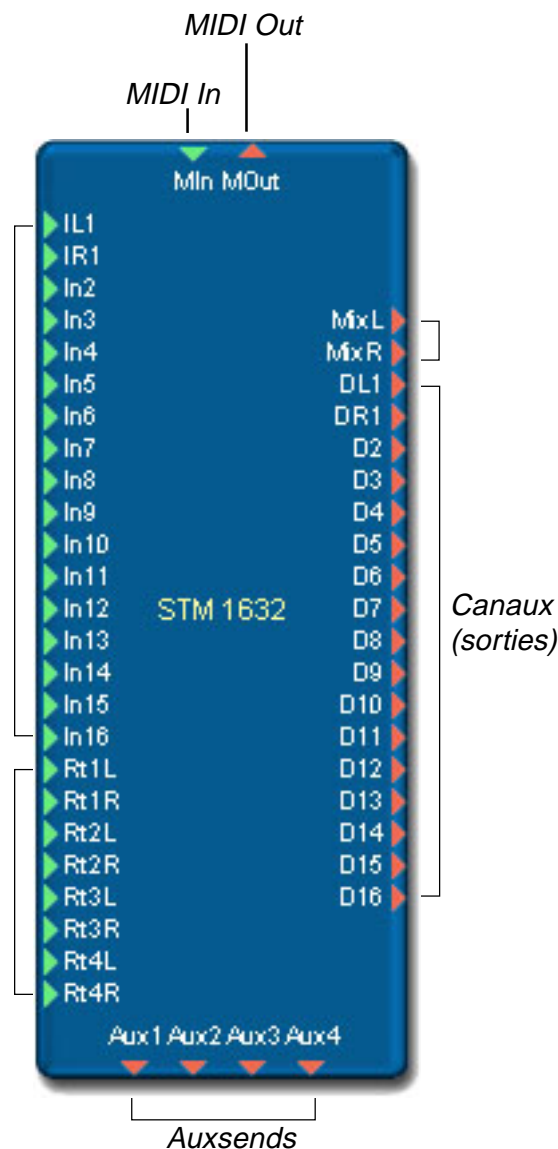 MIDI Out
MIDI In
MIn MOut
IL1
IR1
In2
In3
In4
In5
In6
In7
In8
In9
In10
In11
In12
In13
In14
In15
In16
Rt1L
Rt1R
Rt2L
Rt2R
Rt3L
Rt3R
Rt4L
Rt4R
STM 1632
MixL
MixR
DL1
DR1
D2
D3
D4
D5
D6
D7
D8
D9
D10
D11
D12
D13
D14
D15
D16
Canaux
(sorties)
Aux1 Aux2 Aux3 Aux4
Auxsends